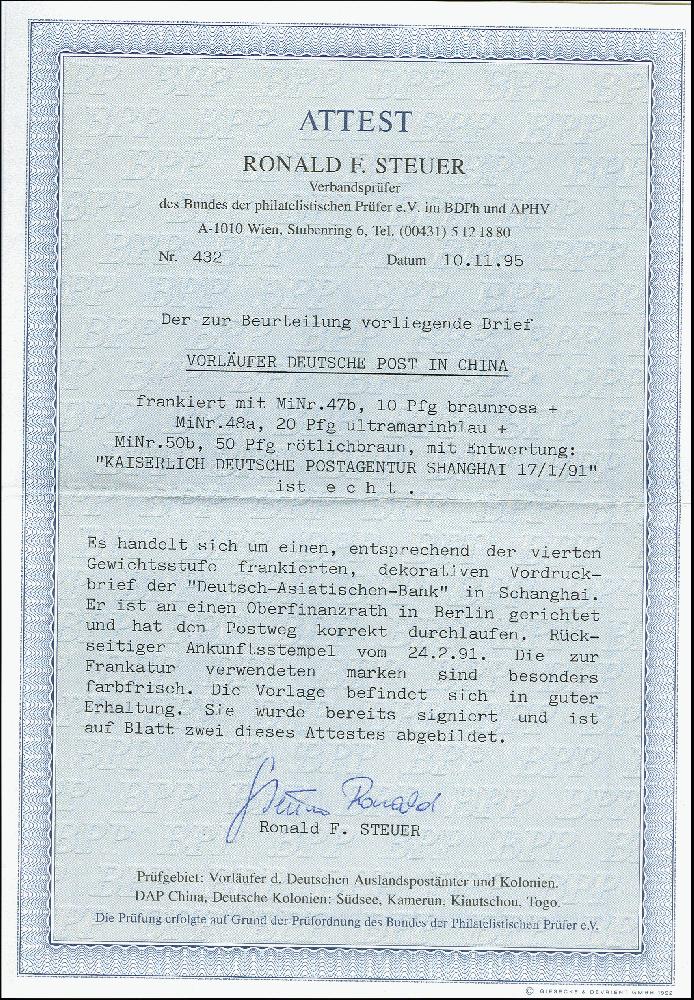 ATTEST
RONALD F. STEUER
Verbandsprüfer
des Bundes der philatelistischen Prüfer e.V. im BDPh und APHV
A-1010 Wien, Stubenring 6, Tel. (00431) 5 12 18 80
Nr. 432 Datum 10.11.95
Der zur Beurteilung vorliegende Brief
VORLÄUFER DEUTSCHE POST IN CHINA
frankiert mit MiNr.47b, 10 Pfg braunrosa +
MiNr.48a, 20 Pfg ultramarinblau +
MiNr.50b, 50 Pfg rötlichbraun, mit Entwertung:
"KAISERLICH DEUTSCHE POSTAGENTUR SHANGHAI 17/1/91"
ist e c h t .
Es handelt sich um einen, entsprechend der vierten
Gewichtsstufe frankierten, dekorativen Vordruck-
brief der "Deutsch-Asiatischen-Bank" in Schanghai.
Er ist an einen Oberfinanzrath in Berlin gerichtet
und hat den Postweg korrekt durchlaufen. Rück-
seitiger Ankunftsstempel vom 24.2.91. Die zur
Frankatur verwendeten marken sind besonders
farbfrisch. Die Vorlage befindet sich in guter
Erhaltung. Sie wurde bereits signiert und ist
auf Blatt zwei dieses Attestes abgebildet.
Steuer Ronald
Ronald F. STEUER
Prüfgebiet: Vorläufer d. Deutschen Auslandspostämter und Kolonien.
DAP China, Deutsche Kolonien: Südsee, Kamerun, Kiautschou, Togo.
Die Prüfung erfolgte auf Grund der Prüfordnung des Bundes der Philatelistischen Prüfer e.V.
© GIESECKE & DEVRIENT GMBH 1992